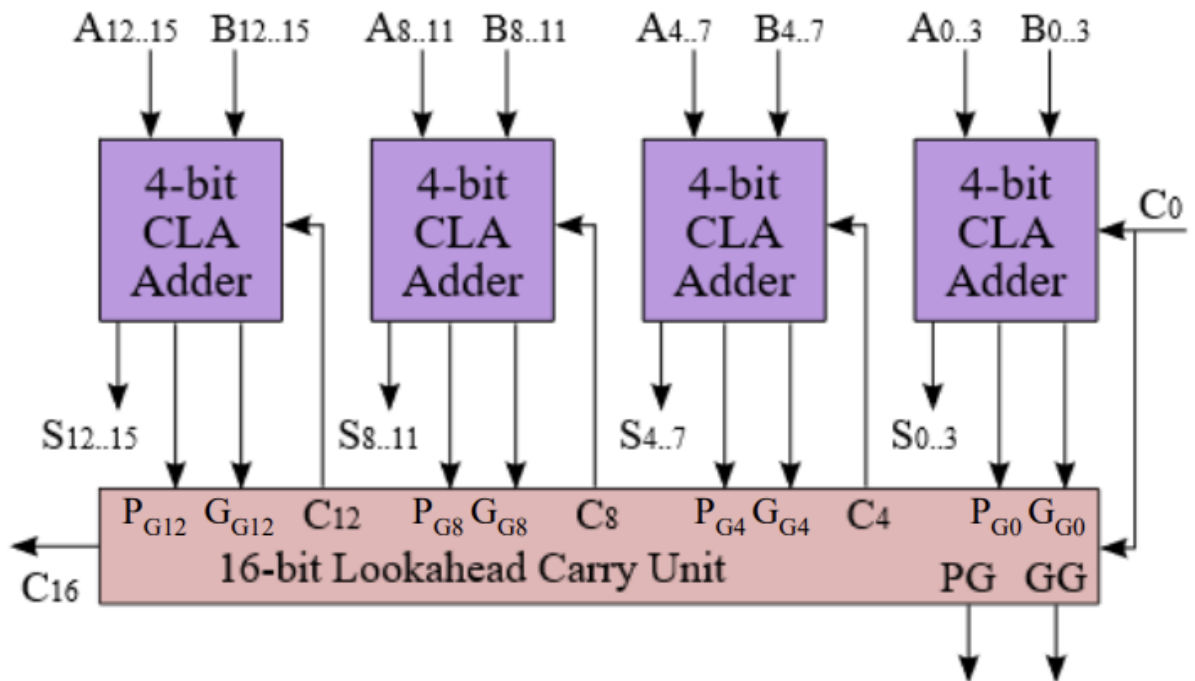 A12..15 B12..15 A8..11 B8..11 A4..7 B4..7 A0..3 B0..3
4-bit CLA Adder
4-bit CLA Adder
4-bit CLA Adder
4-bit CLA Adder
C0
S12..15 S8..11 S4..7 S0..3
PG12 GG12 C12 PG8 GG8 C8 PG4 GG4 C4 PG0 GG0
16-bit Lookahead Carry Unit
PG GG
C16